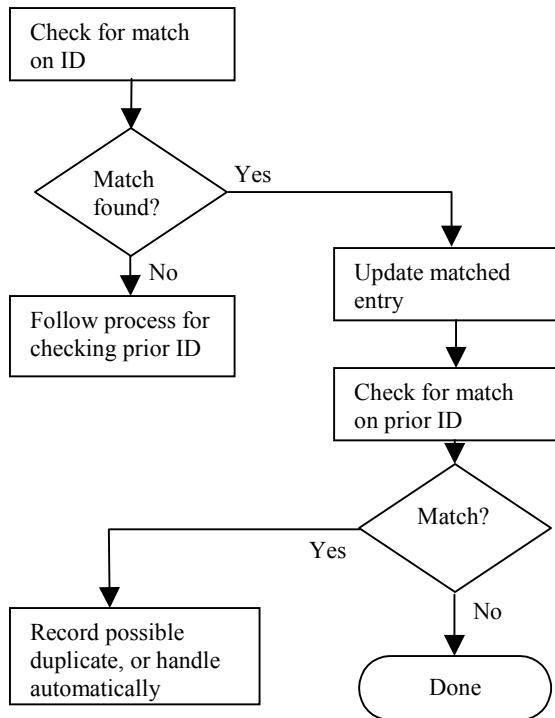 Check for match
on ID
Match
found?
Yes
No
Follow process for
checking prior ID
Update matched
entry
Check for match
on prior ID
Match?
Yes
No
Record possible
duplicate, or handle
automatically
Done